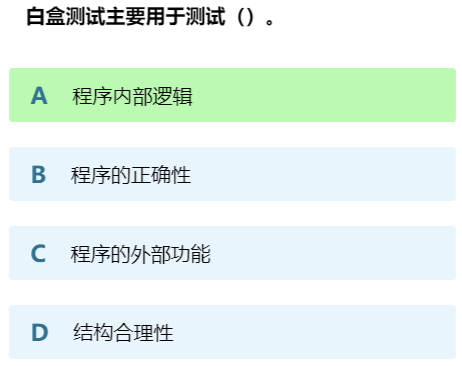 白盒测试主要用于测试（）。
A 程序内部逻辑
B 程序的正确性
C 程序的外部功能
D 结构合理性